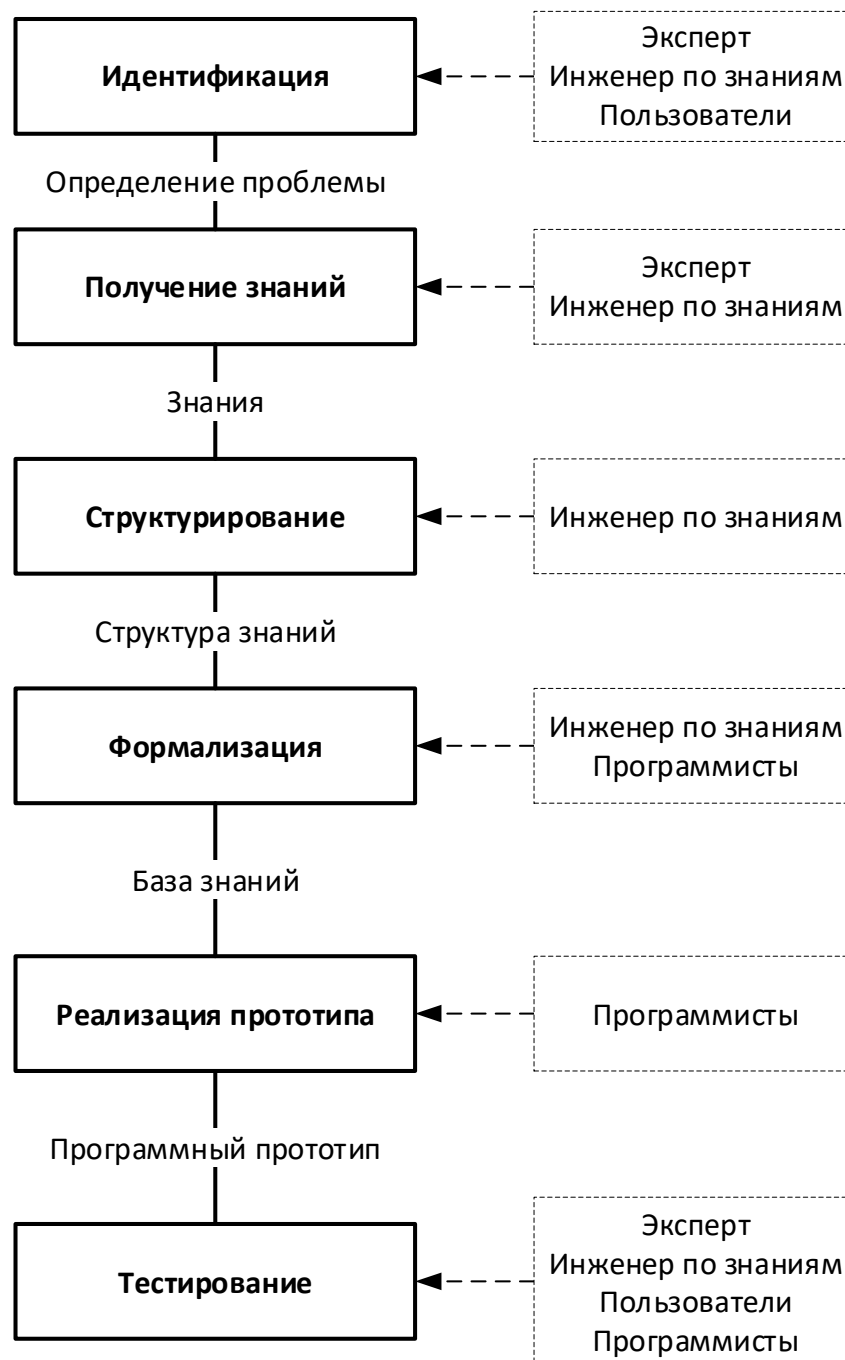 Идентификация
Эксперт
Инженер по знаниям
Пользователи
Определение проблемы
Получение знаний
Эксперт
Инженер по знаниям
Знания
Структурирование
Инженер по знаниям
Структура знаний
Формализация
Инженер по знаниям
Программисты
База знаний
Реализация прототипа
Программисты
Программный прототип
Тестирование
Эксперт
Инженер по знаниям
Пользователи
Программисты